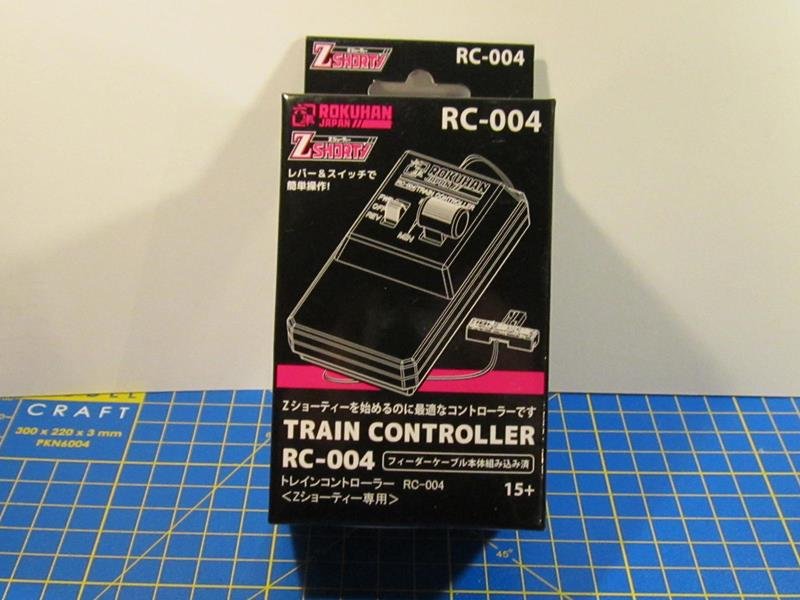 Z SHORTY
RC-004
ROKUHAN
JAPAN
RC-004
Z SHORTY
レバー＆スイッチで
簡単操作！
ROKUHAN
TRAIN CONTROLLER
OFF
REV
MIN
Zショーティーを始めるのに最適なコントローラーです
TRAIN CONTROLLER
RC-004 フィーダーケーブル本体組み込み済
トレインコントローラー RC-004
＜Zショーティー専用＞ 15+
CRAFT
300 x 220 x 3 mm
PKN6004
45°